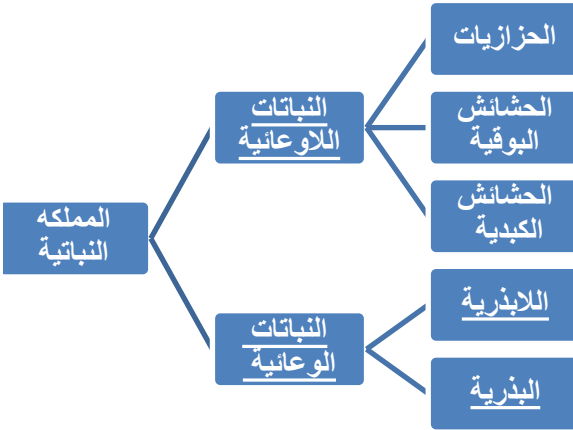 المملكه
النباتية
النباتات
اللاوعائية
الحزازيات
الحشائش
البوقية
الحشائش
الكبدية
النباتات
الوعائية
اللابذرية
البذرية